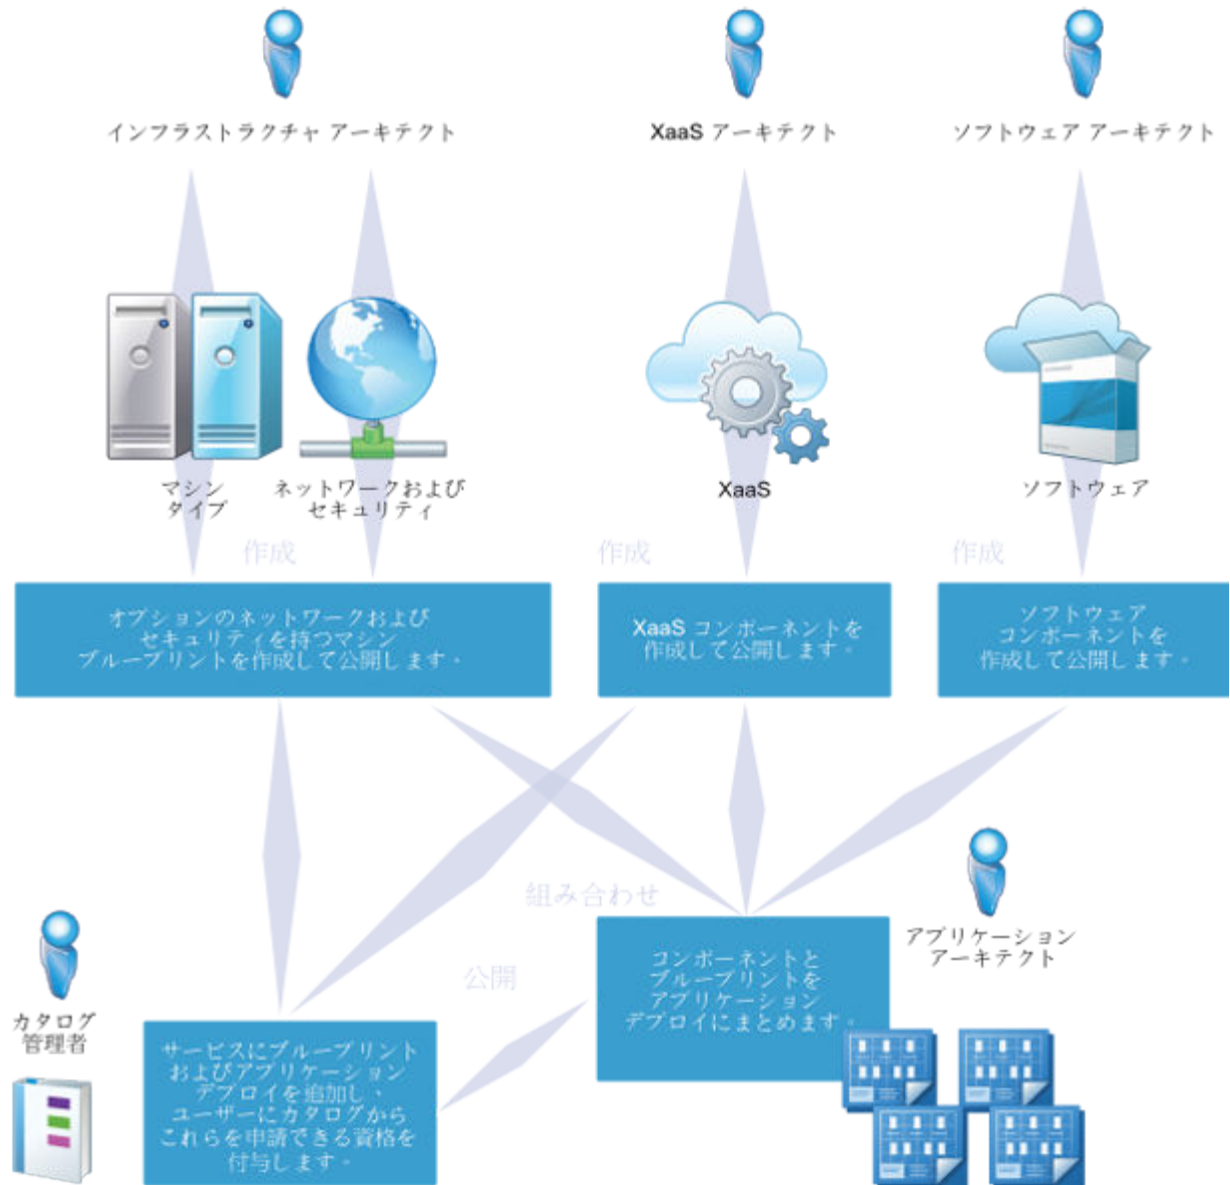 インフラストラクチャ アーキテクト
XaaS アーキテクト
ソフトウェア アーキテクト
マシン
タイプ
ネットワークおよび
セキュリティ
XaaS
ソフトウェア
作成
作成
作成
オプションのネットワークおよび
セキュリティを持つマシン
ブループリントを作成して公開します。
XaaS コンポーネントを
作成して公開します。
ソフトウェア
コンポーネントを
作成して公開します。
組み合わせ
アプリケーション
アーキテクト
コンポーネントと
ブループリントを
アプリケーション
デプロイにまとめます。
公開
カタログ
管理者
サービスにブループリント
およびアプリケーション
デプロイを追加し、
ユーザーにカタログから
これらを申請できる資格を
付与します。